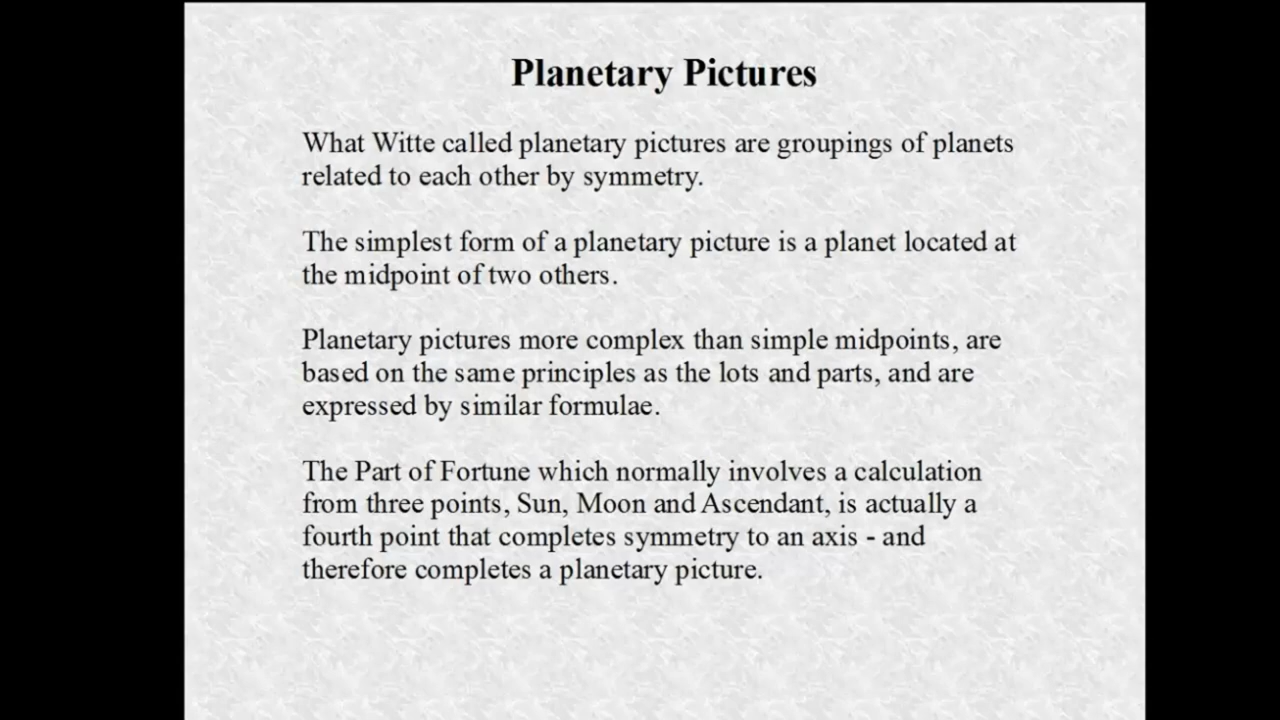 Planetary Pictures
What Witte called planetary pictures are groupings of planets
related to each other by symmetry.
The simplest form of a planetary picture is a planet located at
the midpoint of two others.
Planetary pictures more complex than simple midpoints, are
based on the same principles as the lots and parts, and are
expressed by similar formulae.
The Part of Fortune which normally involves a calculation
from three points, Sun, Moon and Ascendant, is actually a
fourth point that completes symmetry to an axis - and
therefore completes a planetary picture.